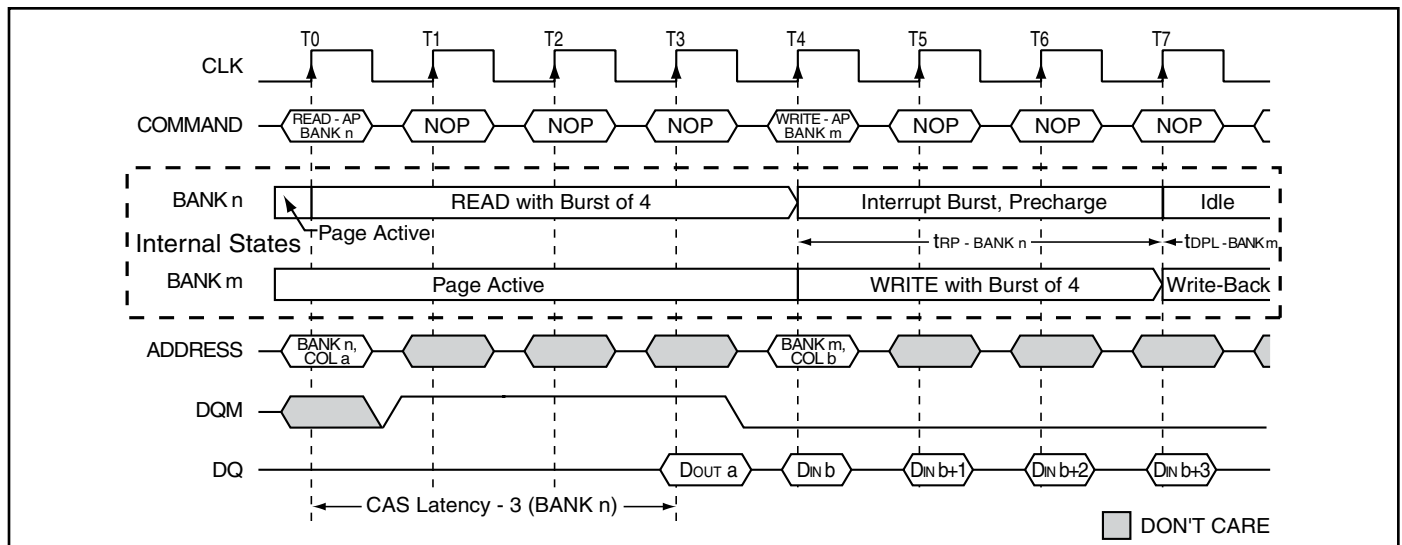 T0 T1 T2 T3 T4 T5 T6 T7
CLK
COMMAND READ - AP BANK n NOP NOP NOP WRITE - AP BANK m NOP NOP NOP
BANK n READ with Burst of 4 Interrupt Burst, Precharge Idle
Internal States Page Active tRP - BANK n tDPL - BANK m
BANK m Page Active WRITE with Burst of 4 Write-Back
ADDRESS BANK n, COL a BANK m, COL b
DQM
DQ DOUT a DIN b DIN b+1 DIN b+2 DIN b+3
CAS Latency - 3 (BANK n)
DON'T CARE